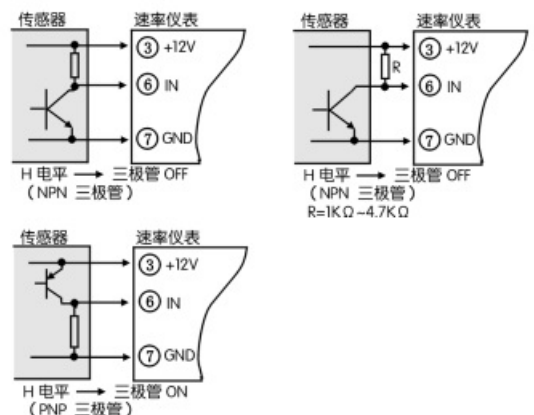 传感器 速率仪表
③ +12V
⑥ IN
⑦ GND
H 电平 → 三极管 OFF
（NPN 三极管）
传感器 速率仪表
③ +12V
R
⑥ IN
⑦ GND
H 电平 → 三极管 OFF
（NPN 三极管）
R=1KΩ~4.7KΩ
传感器 速率仪表
③ +12V
⑥ IN
⑦ GND
H 电平 → 三极管 ON
（PNP 三极管）